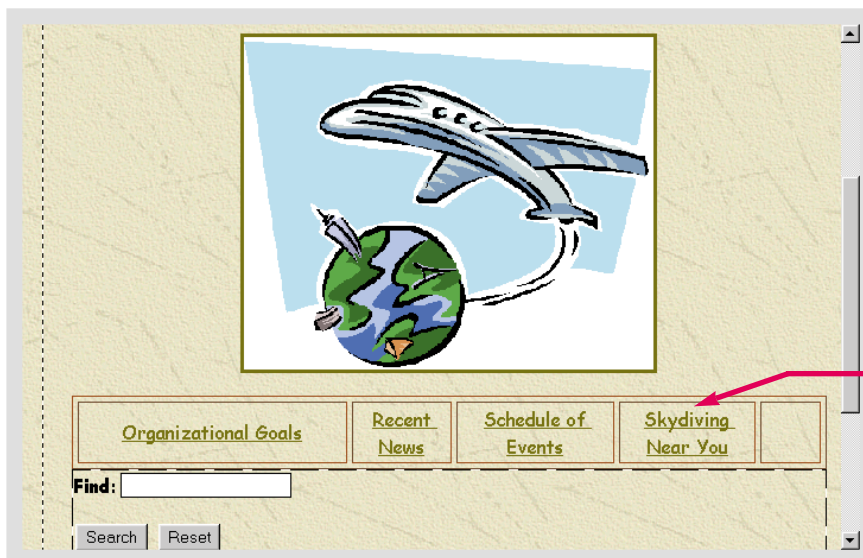 Organizational Goals
Recent
News
Schedule of
Events
Skydiving
Near You
Find:
Search Reset